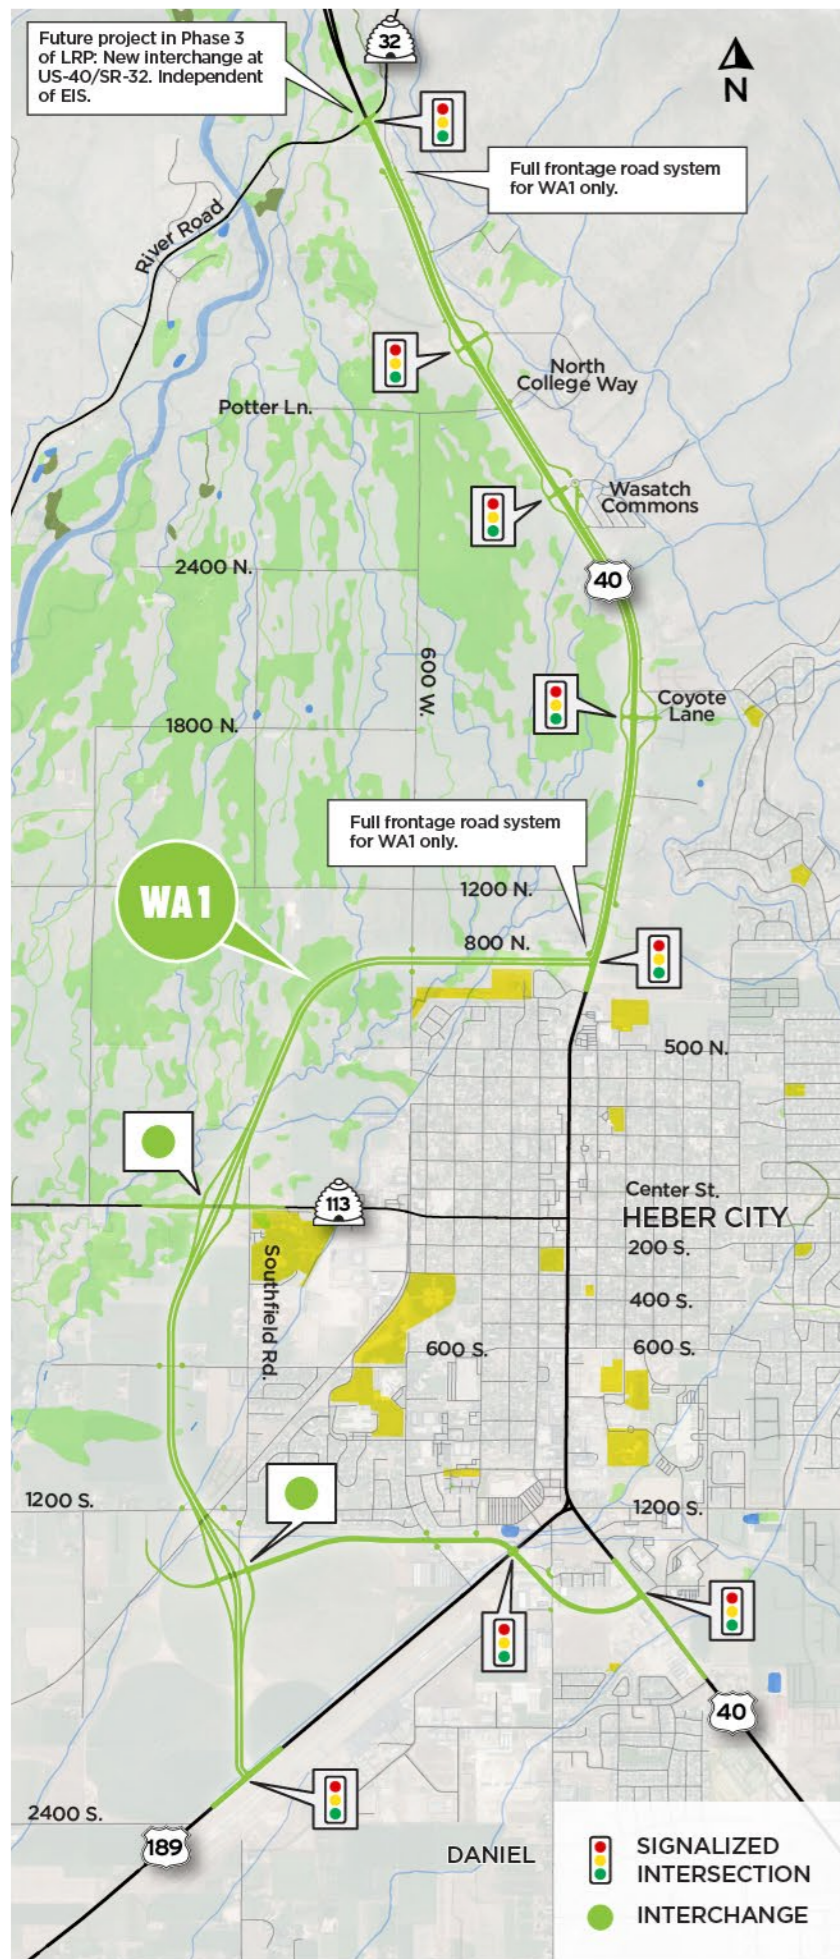 Future project in Phase 3
of LRP: New interchange at
US-40/SR-32. Independent
of EIS.
32
N
Full frontage road system
for WA1 only.
River Road
North
College Way
Potter Ln.
Wasatch
Commons
2400 N.
40
600 W.
Coyote
Lane
1800 N.
Full frontage road system
for WA1 only.
WA1
1200 N.
800 N.
500 N.
113
Center St.
HEBER CITY
200 S.
Southfield Rd.
400 S.
600 S.
600 S.
1200 S.
1200 S.
40
2400 S.
189
DANIEL
SIGNALIZED
INTERSECTION
INTERCHANGE